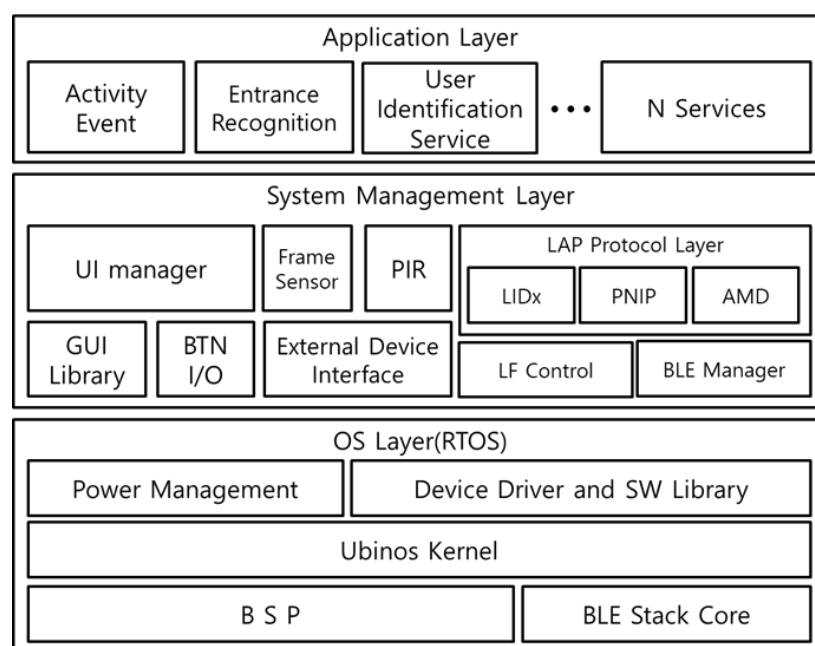 Application Layer
Activity
Event
Entrance
Recognition
User
Identification
Service
•••
N Services
System Management Layer
UI manager
Frame
Sensor
PIR
LAP Protocol Layer
LIDx
PNIP
AMD
GUI
Library
BTN
I/O
External Device
Interface
LF Control
BLE Manager
OS Layer(RTOS)
Power Management
Device Driver and SW Library
Ubinos Kernel
B S P
BLE Stack Core